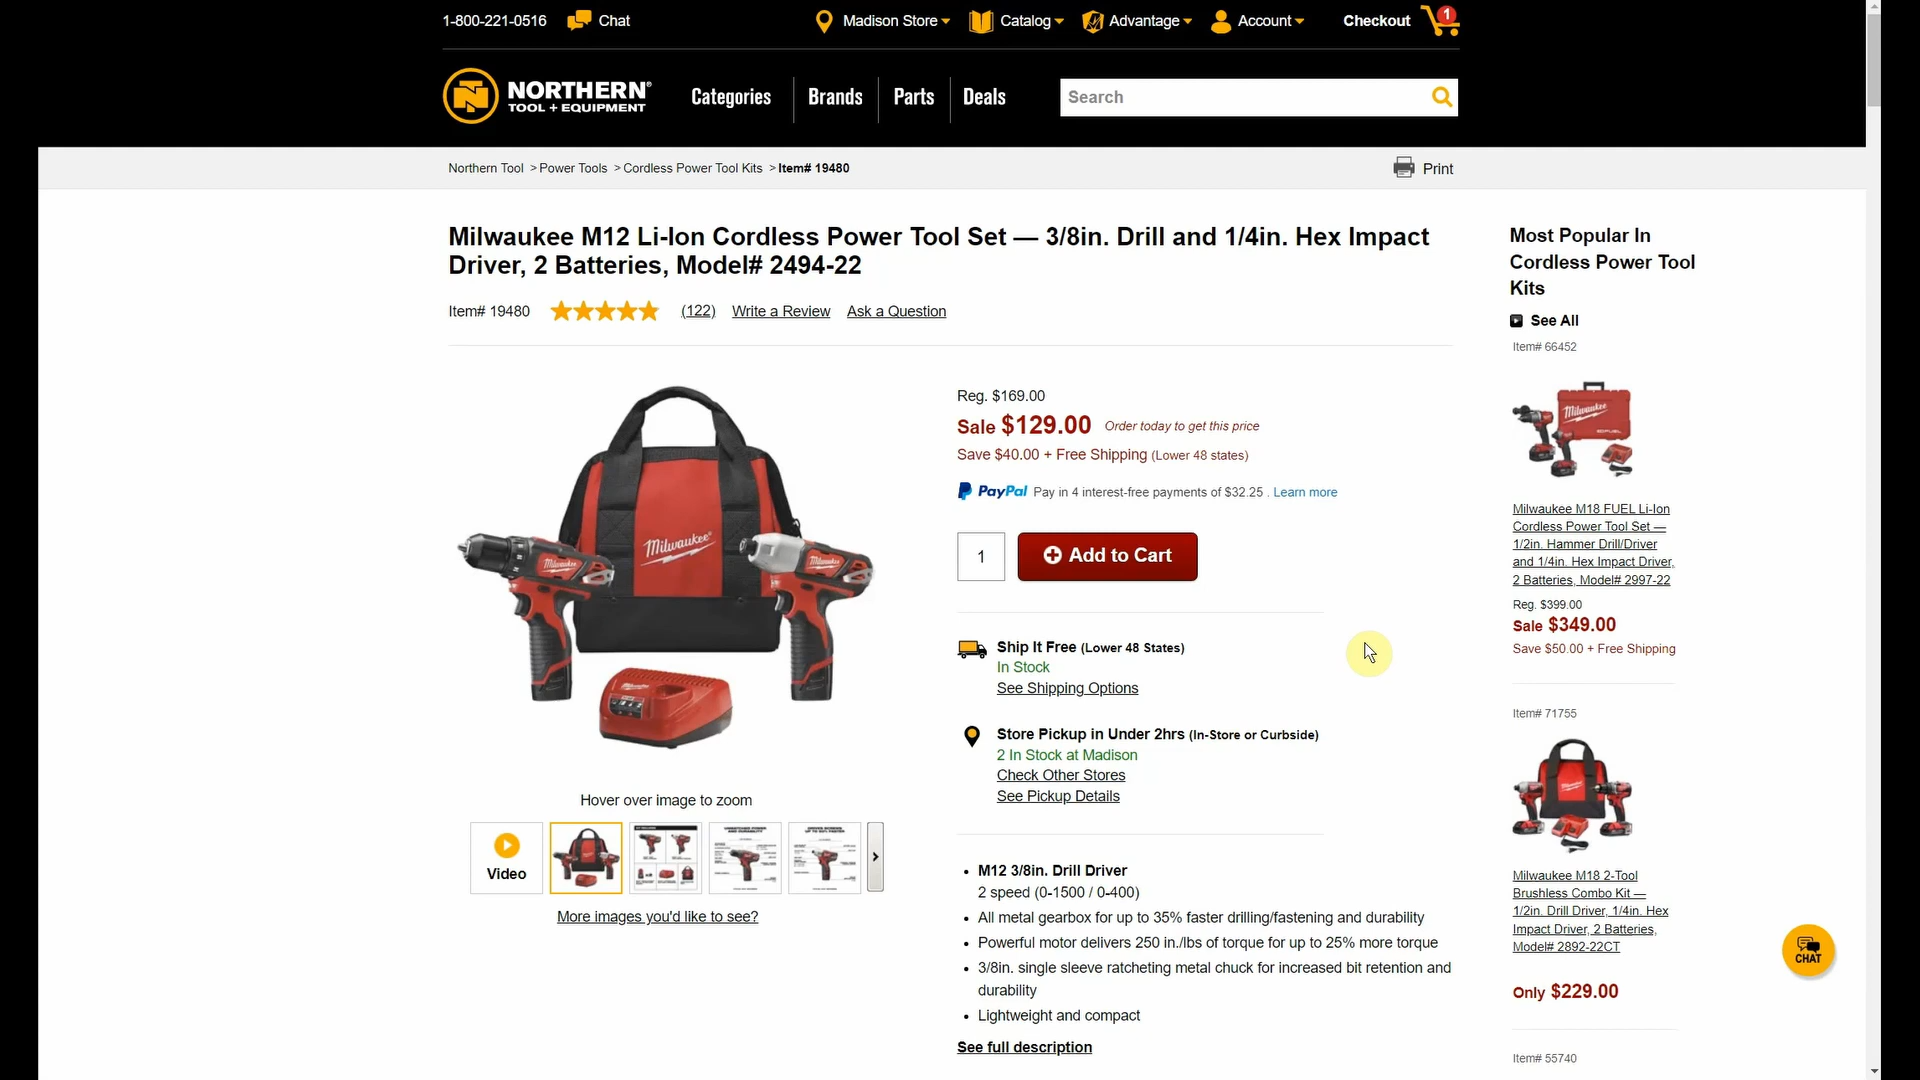 1-800-221-0516
Chat
Madison Store
Catalog
Advantage
Account
Checkout
1
NORTHERN®
TOOL + EQUIPMENT
Categories
Brands
Parts
Deals
Search
Northern Tool > Power Tools > Cordless Power Tool Kits > Item# 19480
Print
Milwaukee M12 Li-Ion Cordless Power Tool Set — 3/8in. Drill and 1/4in. Hex Impact
Driver, 2 Batteries, Model# 2494-22
Item# 19480
(122)
Write a Review
Ask a Question
Milwaukee
Milwaukee
Milwaukee
Hover over image to zoom
Video
More images you'd like to see?
Reg. $169.00
Sale $129.00 Order today to get this price
Save $40.00 + Free Shipping (Lower 48 states)
PayPal Pay in 4 interest-free payments of $32.25 . Learn more
1
Add to Cart
Ship It Free (Lower 48 States)
In Stock
See Shipping Options
Store Pickup in Under 2hrs (In-Store or Curbside)
2 In Stock at Madison
Check Other Stores
See Pickup Details
M12 3/8in. Drill Driver
2 speed (0-1500 / 0-400)
All metal gearbox for up to 35% faster drilling/fastening and durability
Powerful motor delivers 250 in./lbs of torque for up to 25% more torque
3/8in. single sleeve ratcheting metal chuck for increased bit retention and
durability
Lightweight and compact
See full description
Most Popular In
Cordless Power Tool
Kits
See All
Item# 66452
Milwaukee
Milwaukee M18 FUEL Li-Ion
Cordless Power Tool Set —
1/2in. Hammer Drill/Driver
and 1/4in. Hex Impact Driver,
2 Batteries, Model# 2997-22
Reg. $399.00
Sale $349.00
Save $50.00 + Free Shipping
Item# 71755
Milwaukee M18 2-Tool
Brushless Combo Kit —
1/2in. Drill Driver, 1/4in. Hex
Impact Driver, 2 Batteries,
Model# 2892-22CT
Only $229.00
Item# 55740
CHAT